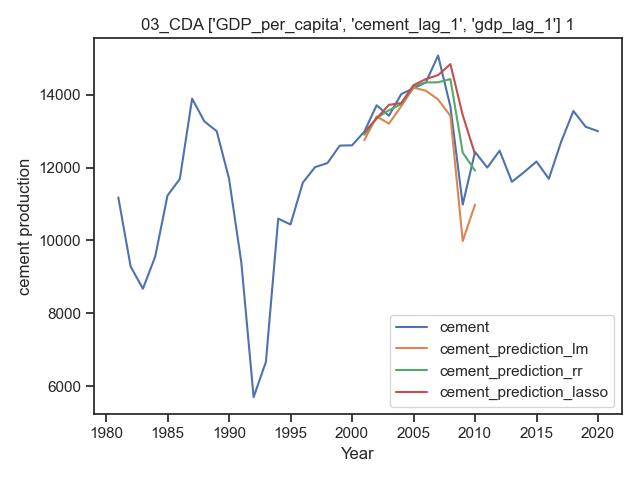 03_CDA ['GDP_per_capita', 'cement_lag_1', 'gdp_lag_1'] 1
cement production
14000
12000
10000
8000
6000
cement
cement_prediction_lm
cement_prediction_rr
cement_prediction_lasso
1980 1985 1990 1995 2000 2005 2010 2015 2020
Year